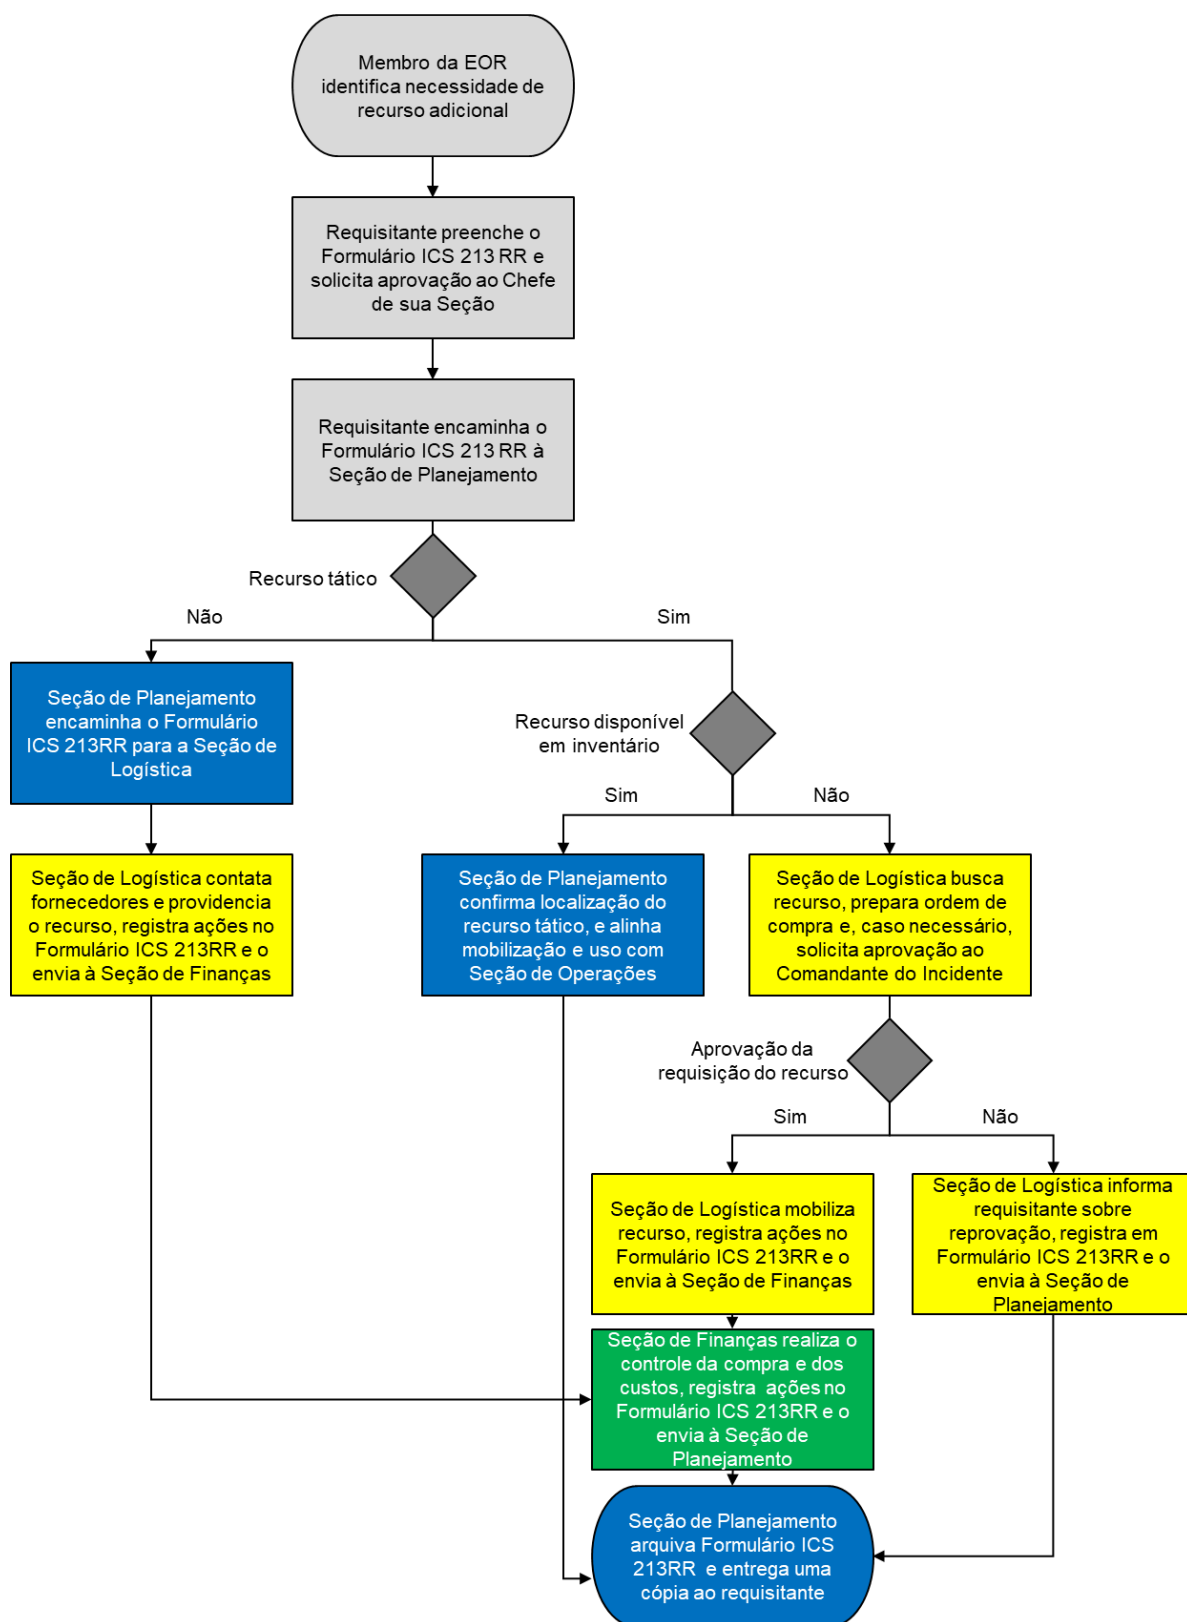 Membro da EOR
identifica necessidade de
recurso adicional
Requisitante preenche o
Formulário ICS 213 RR e
solicita aprovação ao Chefe
de sua Seção
Requisitante encaminha o
Formulário ICS 213 RR à
Seção de Planejamento
Recurso tático
Não
Sim
Seção de Planejamento
encaminha o Formulário
ICS 213RR para a Seção de
Logística
Recurso disponível
em inventário
Sim
Não
Seção de Logística contata
fornecedores e providencia
o recurso, registra ações no
Formulário ICS 213RR e o
envia à Seção de Finanças
Seção de Planejamento
confirma localização do
recurso tático, e alinha
mobilização e uso com
Seção de Operações
Seção de Logística busca
recurso, prepara ordem de
compra e, caso necessário,
solicita aprovação ao
Comandante do Incidente
Aprovação da
requisição do recurso
Sim
Não
Seção de Logística mobiliza
recurso, registra ações no
Formulário ICS 213RR e o
envia à Seção de Finanças
Seção de Logística informa
requisitante sobre
reprovação, registra em
Formulário ICS 213RR e o
envia à Seção de
Planejamento
Seção de Finanças realiza o
controle da compra e dos
custos, registra ações no
Formulário ICS 213RR e o
envia à Seção de
Planejamento
Seção de Planejamento
arquiva Formulário ICS
213RR e entrega uma
cópia ao requisitante